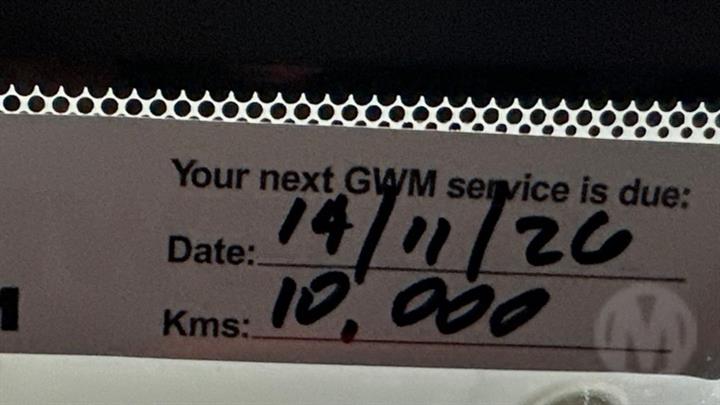 Your next GWM service is due:
Date: 14/11/26
Kms: 10,000